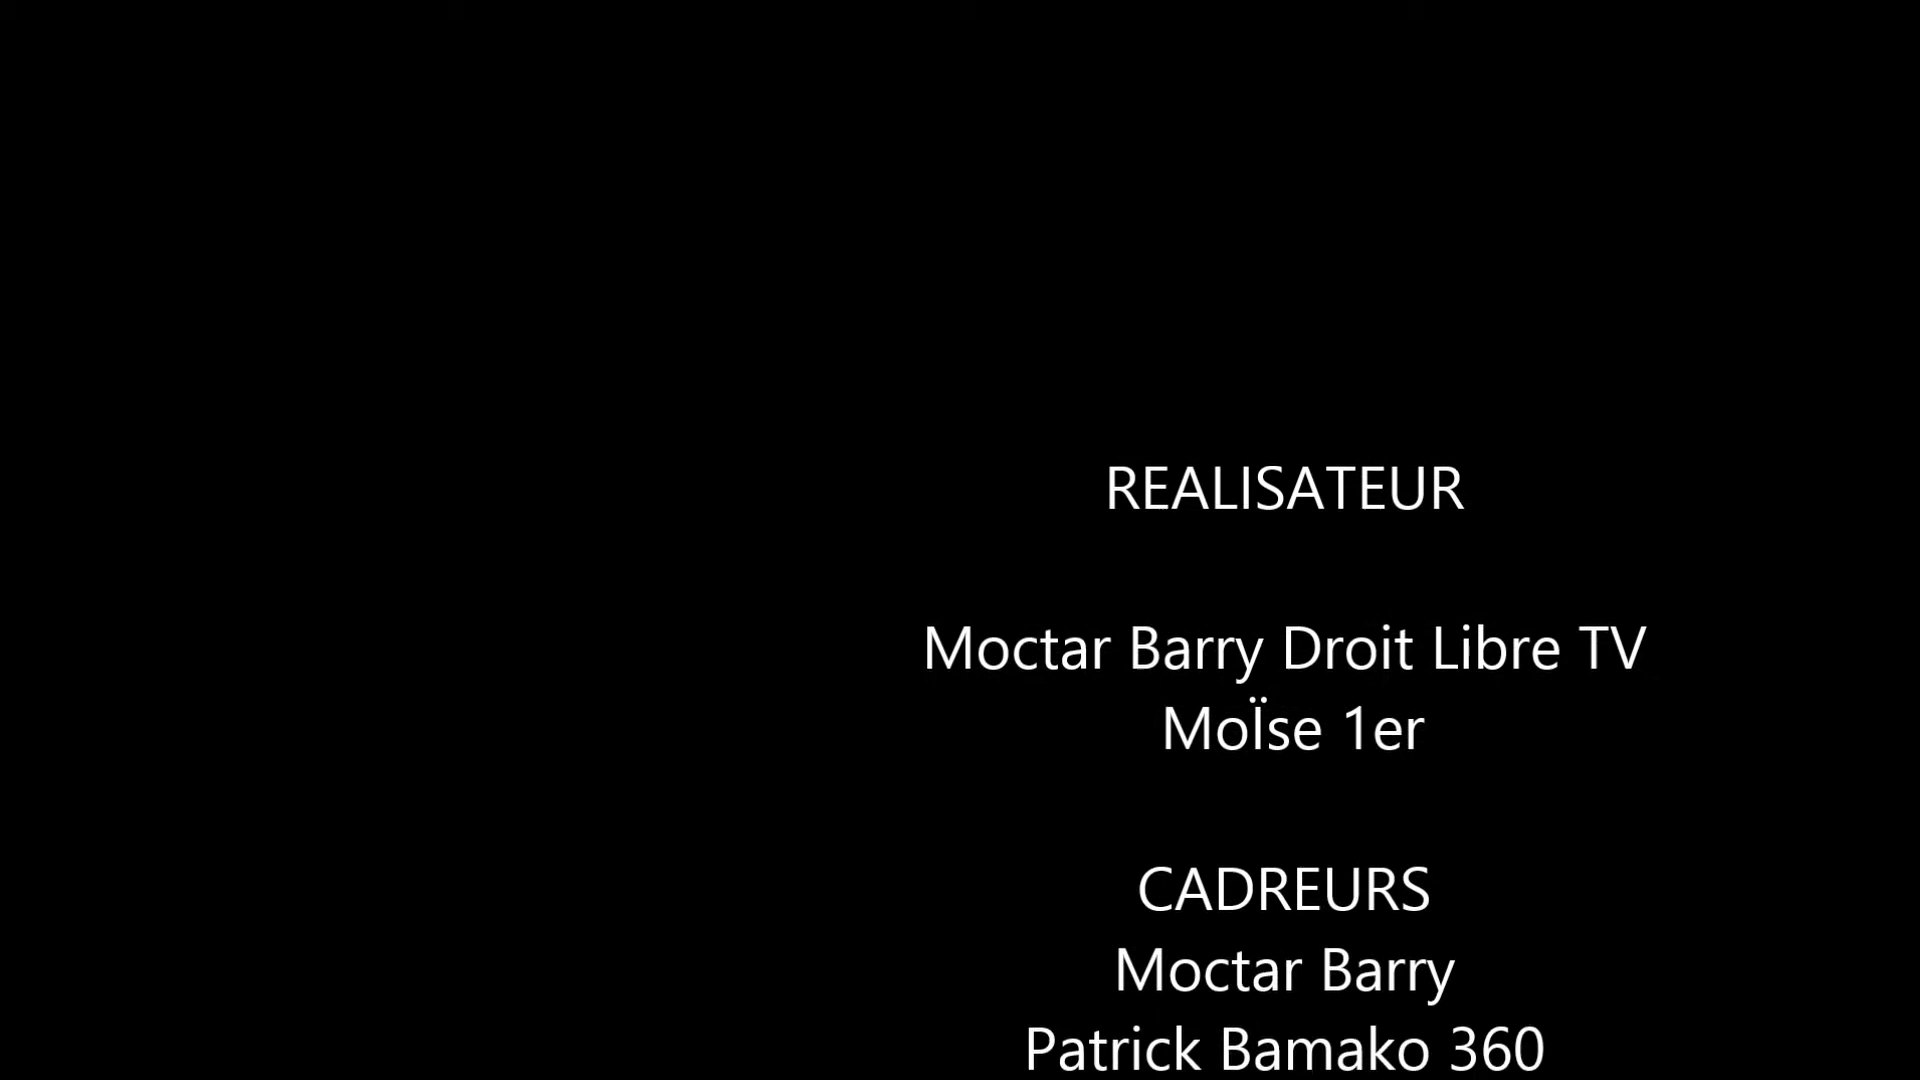 REALISATEUR
Moctar Barry Droit Libre TV
MoÏse 1er
CADREURS
Moctar Barry
Patrick Bamako 360